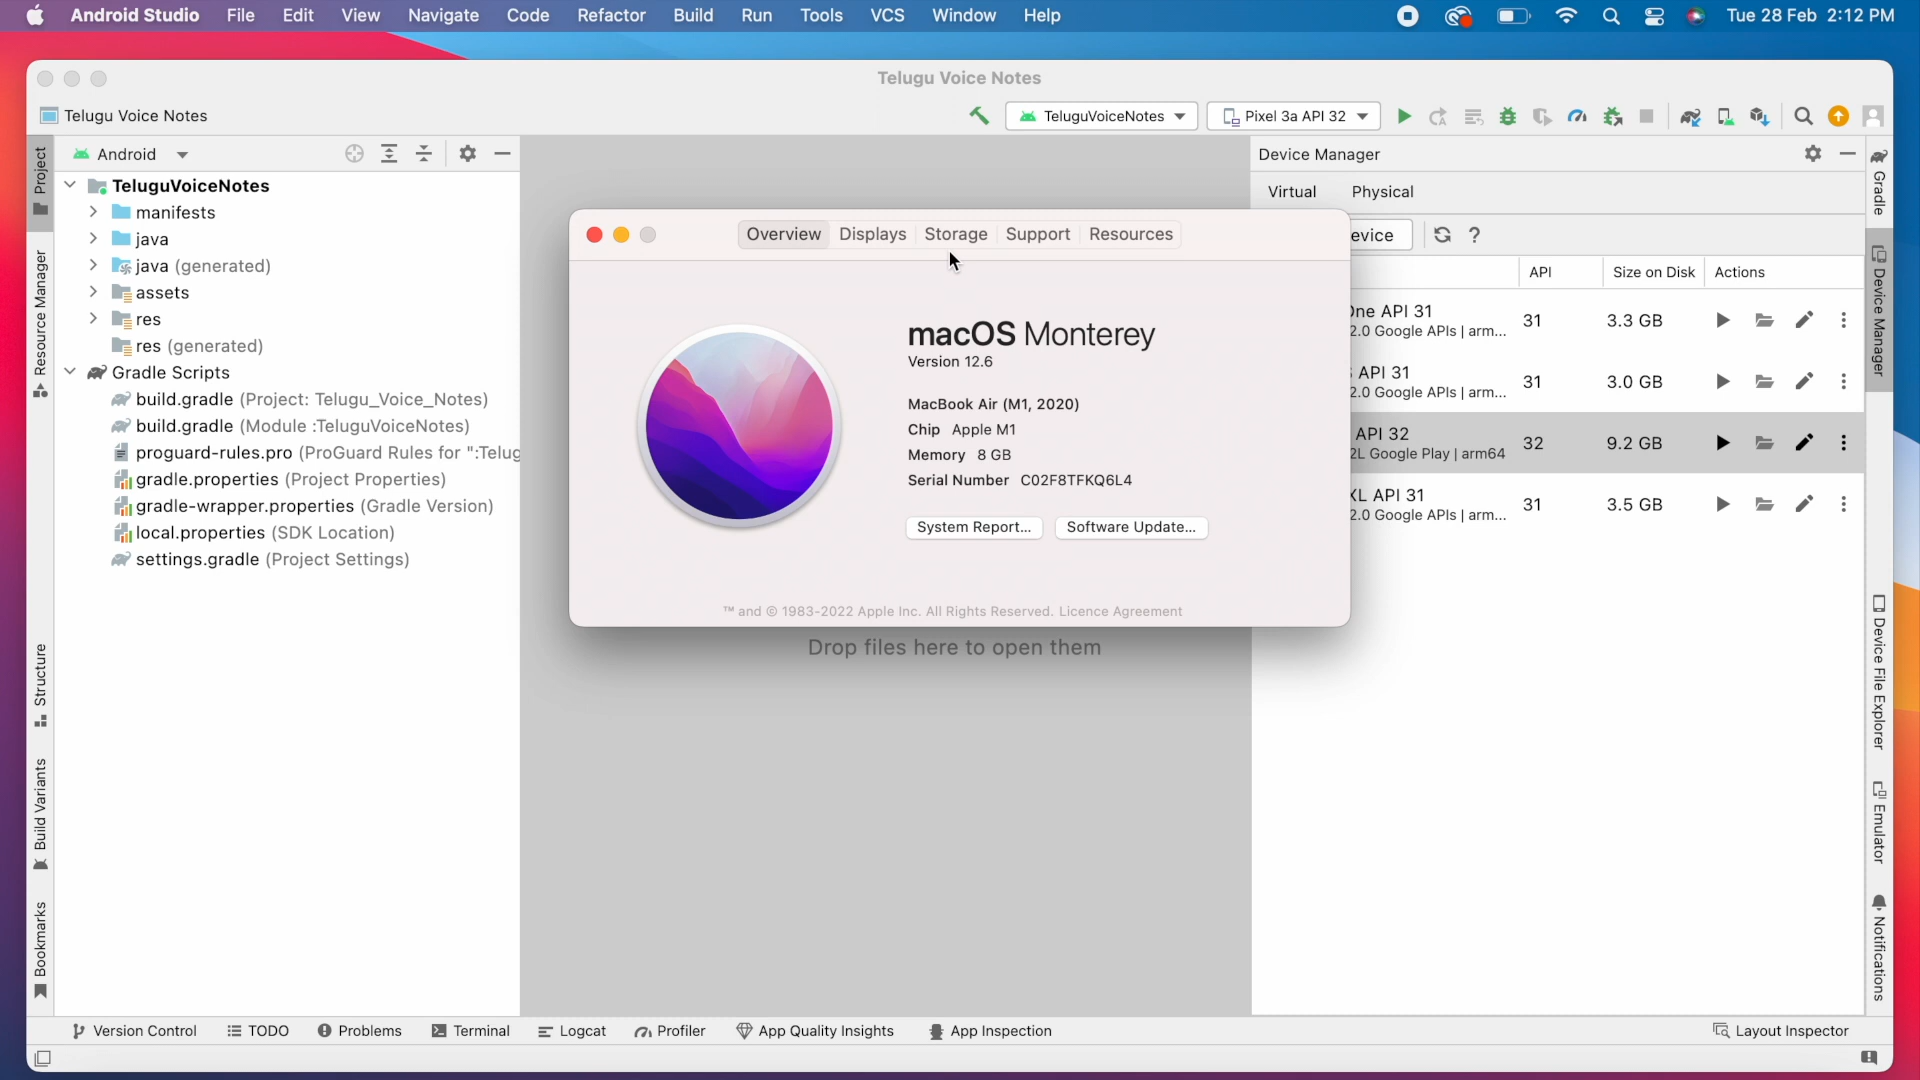 Android Studio File Edit View Navigate Code Refactor Build Run Tools VCS Window Help Tue 28 Feb 2:12 PM
Telugu Voice Notes
Telugu Voice Notes TeluguVoiceNotes Pixel 3a API 32
Project
Resource Manager
Structure
Build Variants
Bookmarks
Android
TeluguVoiceNotes
manifests
java
java (generated)
assets
res
res (generated)
Gradle Scripts
build.gradle (Project: Telugu_Voice_Notes)
build.gradle (Module :TeluguVoiceNotes)
proguard-rules.pro (ProGuard Rules for ":Telug
gradle.properties (Project Properties)
gradle-wrapper.properties (Gradle Version)
local.properties (SDK Location)
settings.gradle (Project Settings)
Overview Displays Storage Support Resources
macOS Monterey
Version 12.6
MacBook Air (M1, 2020)
Chip Apple M1
Memory 8 GB
Serial Number C02F8TFKQ6L4
System Report... Software Update...
™ and © 1983-2022 Apple Inc. All Rights Reserved. Licence Agreement
Drop files here to open them
Device Manager
Virtual Physical
evice ?
API Size on Disk Actions
One API 31
2.0 Google APIs | arm... 31 3.3 GB
API 31
2.0 Google APIs | arm... 31 3.0 GB
API 32
2L Google Play | arm64 32 9.2 GB
XL API 31
2.0 Google APIs | arm... 31 3.5 GB
Gradle
Device Manager
Device File Explorer
Emulator
Notifications
Version Control TODO Problems Terminal Logcat Profiler App Quality Insights App Inspection Layout Inspector